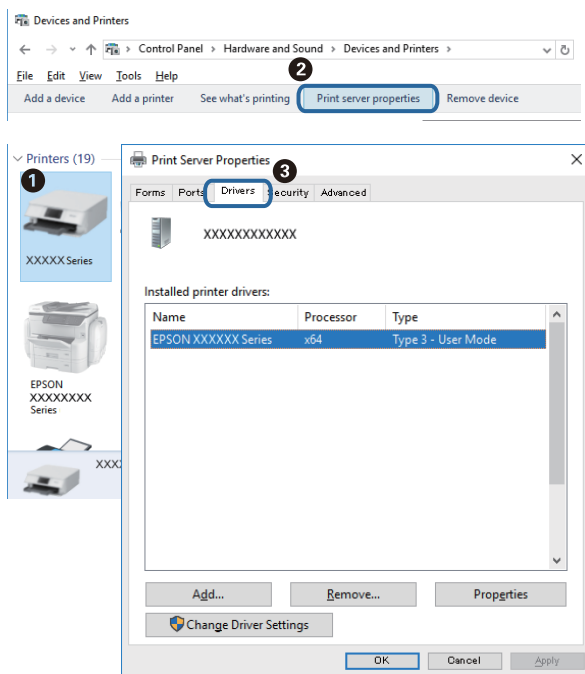 Devices and Printers
Control Panel > Hardware and Sound > Devices and Printers >
File Edit View Tools Help
2
Add a device Add a printer See what's printing Print server properties Remove device
Printers (19)
1
XXXXX Series
EPSON
XXXXXXXX
Series
XXX
Print Server Properties
3
Forms Ports Drivers Security Advanced
XXXXXXXXXXXX
Installed printer drivers:
Name Processor Type
EPSON XXXXXX Series x64 Type 3 - User Mode
Add... Remove... Properties
Change Driver Settings
OK Cancel Apply